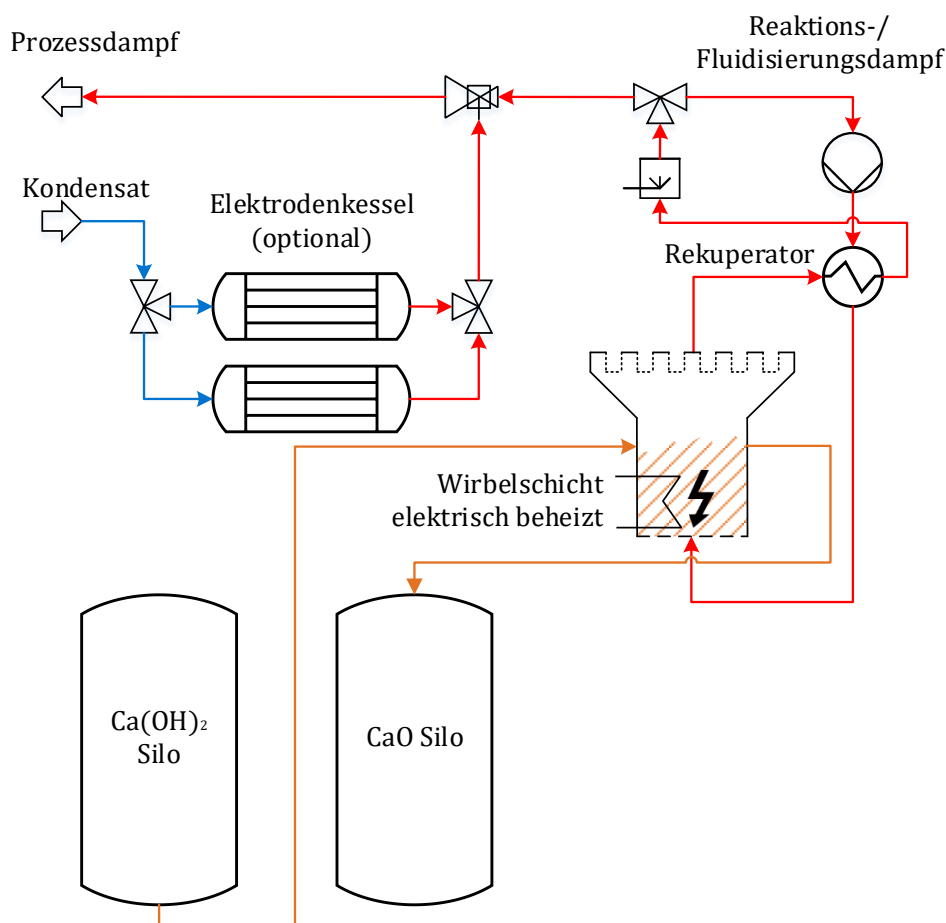 Prozessdampf
Reaktions-/
Fluidisierungsdampf
Kondensat
Elektrodenkessel
(optional)
Rekuperator
Wirbelschicht
elektrisch beheizt
Ca(OH)₂
Silo
CaO Silo